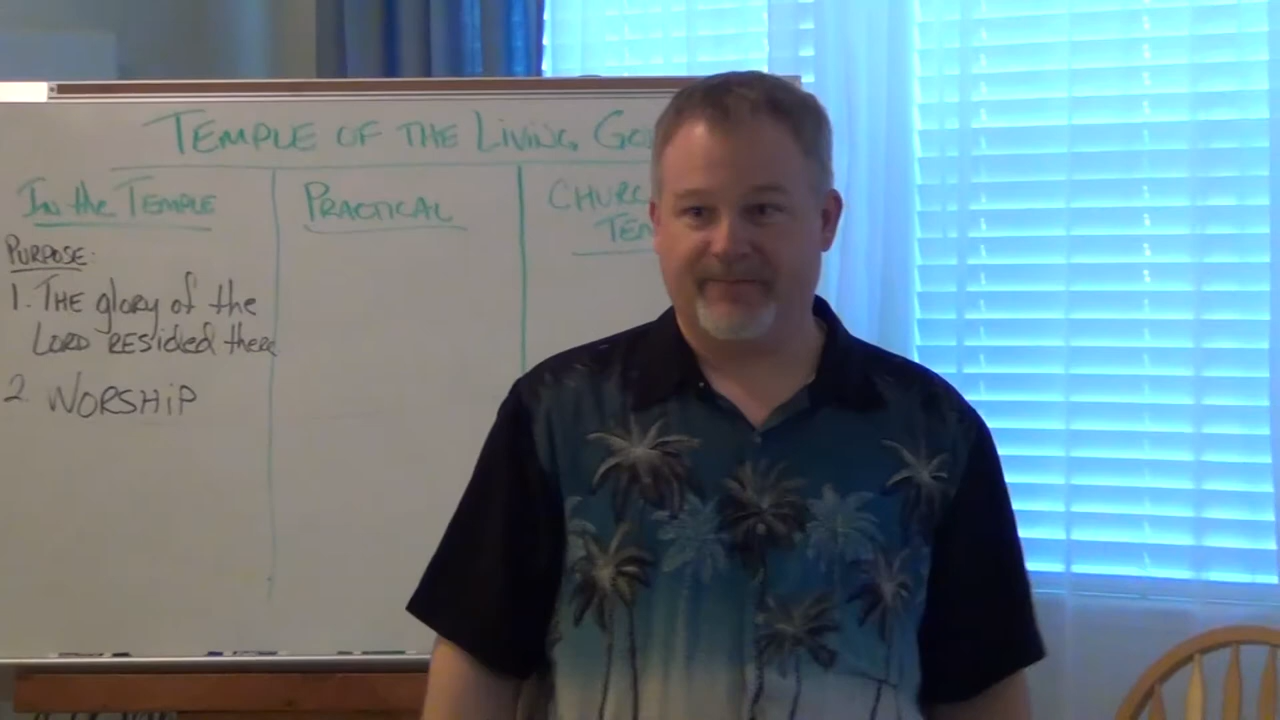 TEMPLE OF THE LIVING
In the TEMPLE
PRACTICAL
PURPOSE:
1. THE glory of the
LORD RESided there
2. WORSHiP